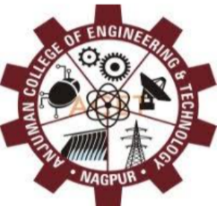 ANJUMAN COLLEGE OF ENGINEERING & TECHNOLOGY
• NAGPUR •